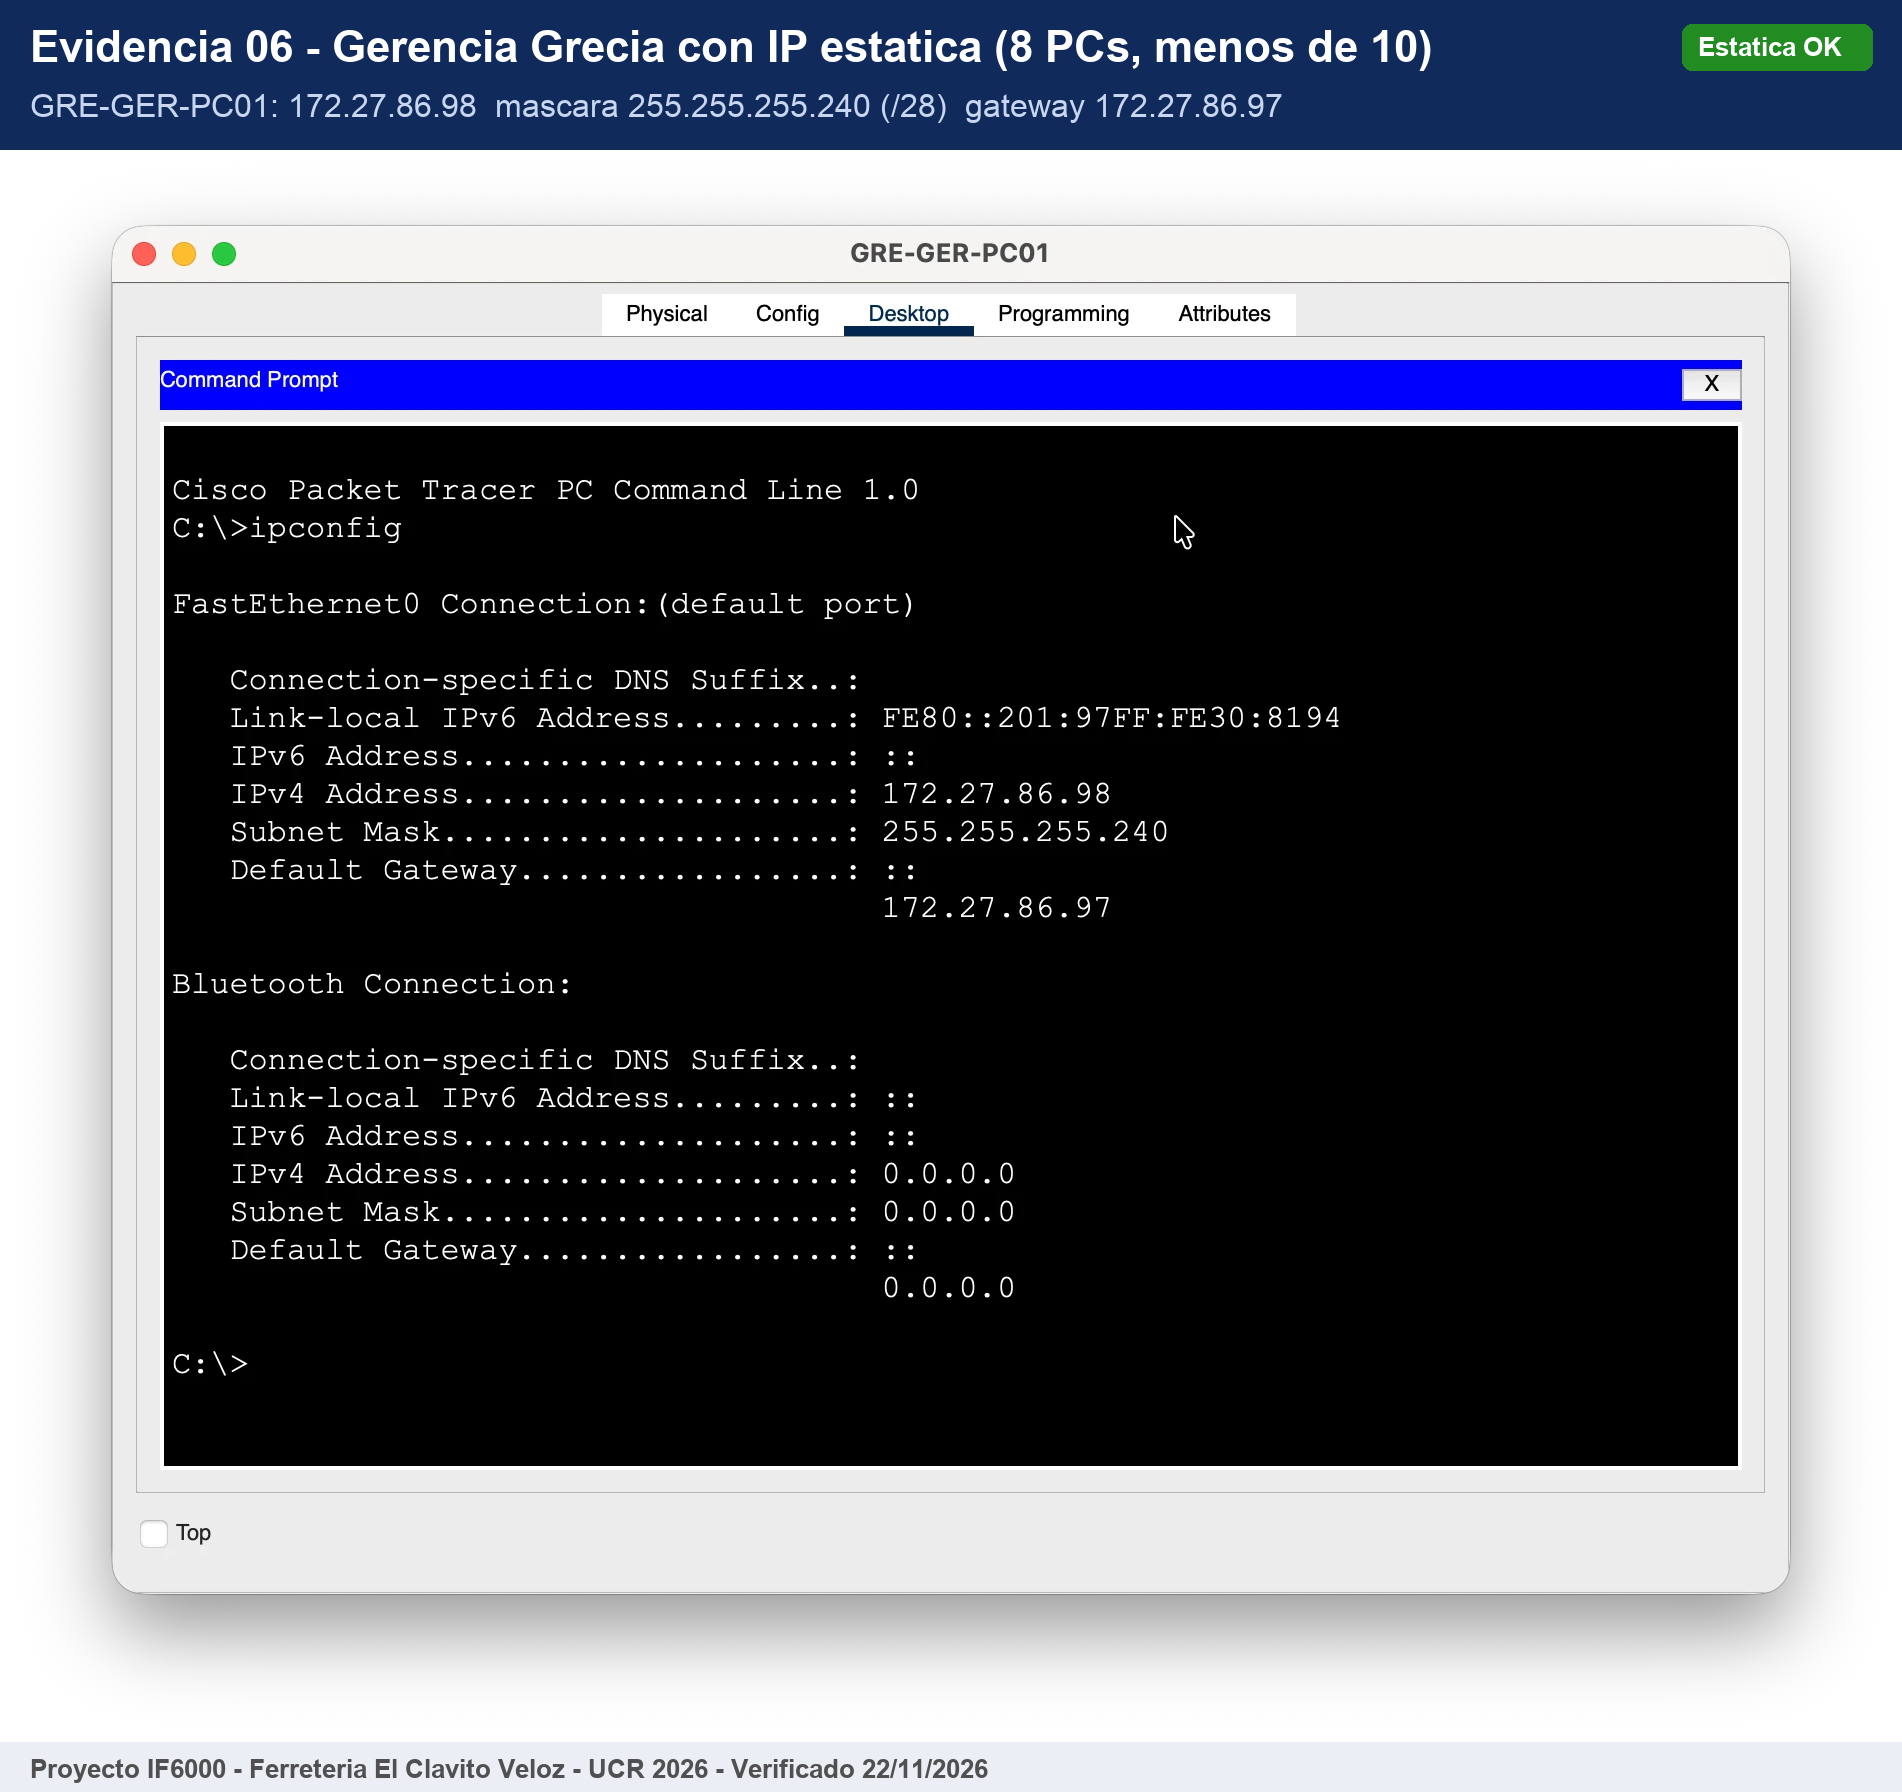 Evidencia 06 - Gerencia Grecia con IP estatica (8 PCs, menos de 10)
Estatica OK
GRE-GER-PC01: 172.27.86.98  mascara 255.255.255.240 (/28)  gateway 172.27.86.97
GRE-GER-PC01
Physical Config Desktop Programming Attributes
Command Prompt
X
Cisco Packet Tracer PC Command Line 1.0
C:\>ipconfig
FastEthernet0 Connection:(default port)
Connection-specific DNS Suffix..:
Link-local IPv6 Address.........: FE80::201:97FF:FE30:8194
IPv6 Address....................: ::
IPv4 Address....................: 172.27.86.98
Subnet Mask.....................: 255.255.255.240
Default Gateway.................: ::
172.27.86.97
Bluetooth Connection:
Connection-specific DNS Suffix..:
Link-local IPv6 Address.........: ::
IPv6 Address....................: ::
IPv4 Address....................: 0.0.0.0
Subnet Mask.....................: 0.0.0.0
Default Gateway.................: ::
0.0.0.0
C:\>
Top
Proyecto IF6000 - Ferreteria El Clavito Veloz - UCR 2026 - Verificado 22/11/2026